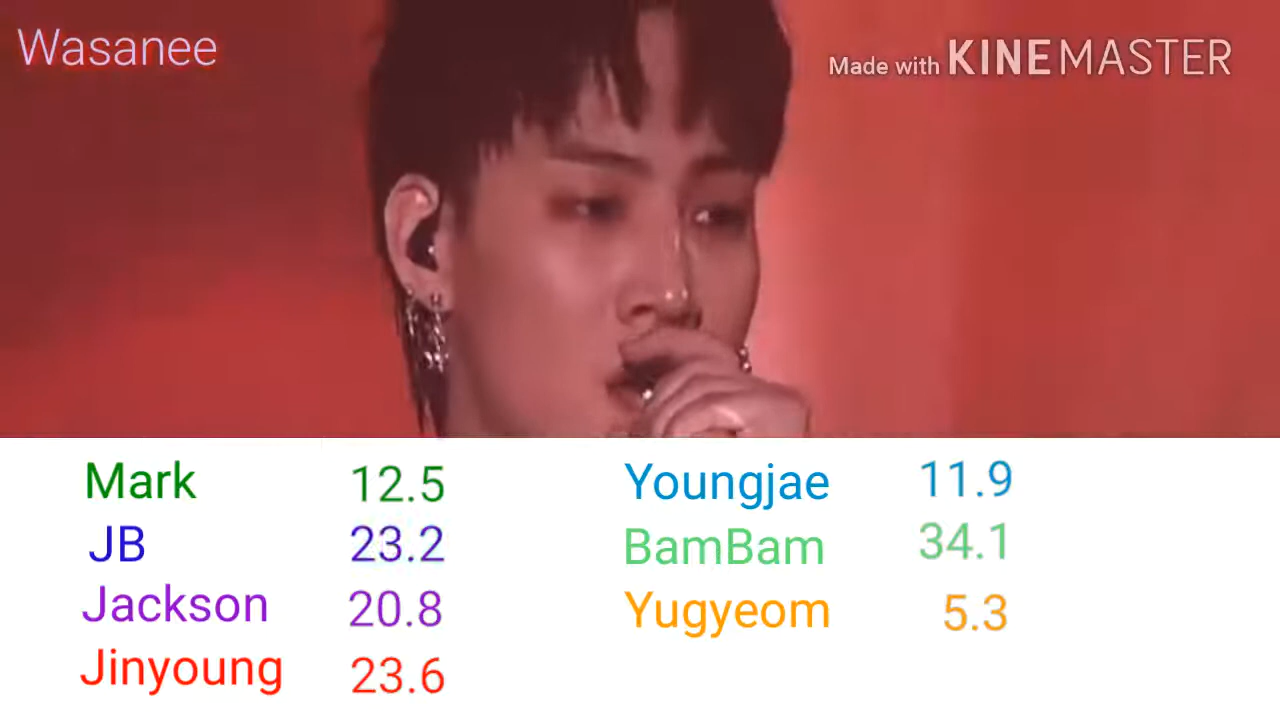 Wasanee
Made with KINEMASTER
Mark 12.5
JB 23.2
Jackson 20.8
Jinyoung 23.6
Youngjae 11.9
BamBam 34.1
Yugyeom 5.3